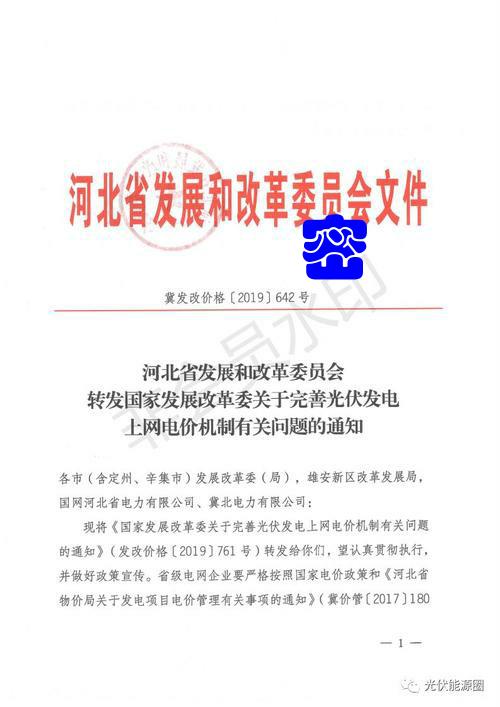 河北省发展和改革委员会文件
冀发改价格〔2019〕642号
河北省发展和改革委员会
转发国家发展改革委关于完善光伏发电
上网电价机制有关问题的通知
各市（含定州、辛集市）发展改革委（局），雄安新区改革发展局，
国网河北省电力有限公司、冀北电力有限公司：
现将《国家发展改革委关于完善光伏发电上网电价机制有关问题
的通知》（发改价格〔2019〕761号）转发给你们，望认真贯彻执行，
并做好政策宣传。省级电网企业要严格按照国家电价政策和《河北省
物价局关于发电项目电价管理有关事项的通知》（冀价管〔2017〕180
— 1 —
非会员水印
光伏能源圈